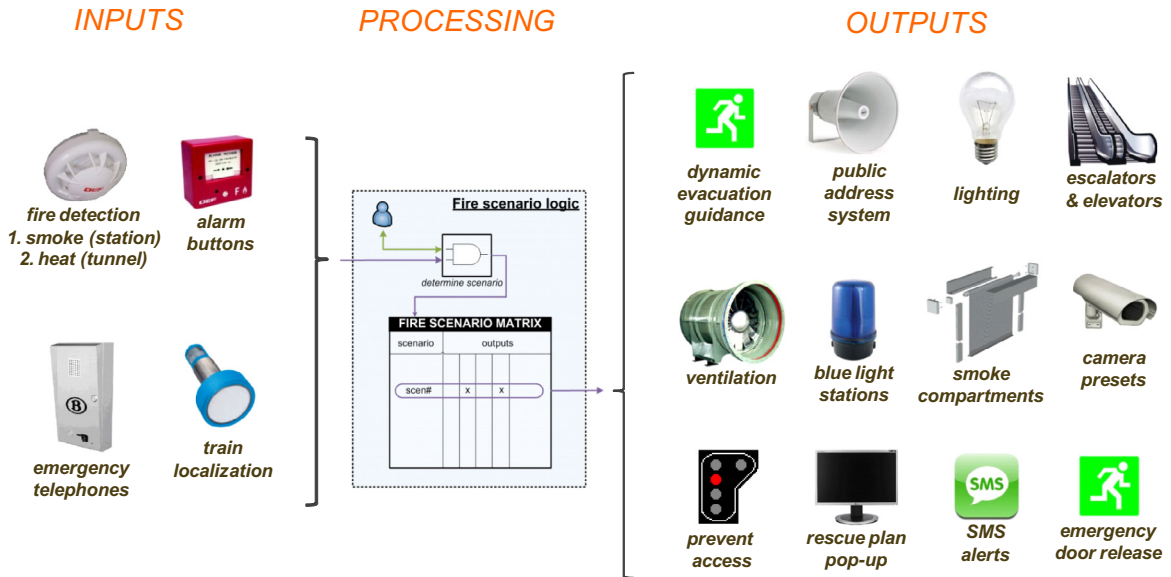 INPUTS
PROCESSING
OUTPUTS
fire detection
1. smoke (station)
2. heat (tunnel)
alarm
buttons
F
B
emergency
telephones
train
localization
Fire scenario logic
determine scenario
FIRE SCENARIO MATRIX
scenario
outputs
scen#
x
x
dynamic
evacuation
guidance
public
address
system
lighting
escalators
& elevators
ventilation
blue light
stations
smoke
compartments
camera
presets
prevent
access
rescue plan
pop-up
SMS
SMS
alerts
emergency
door release